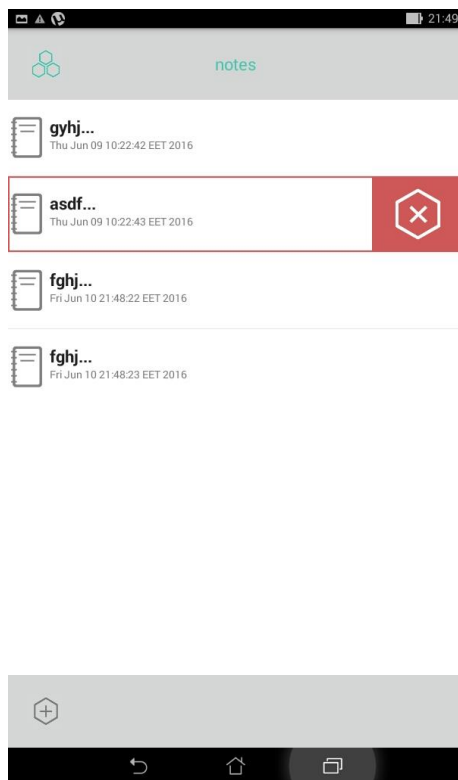 21:49
notes
gyhj...
Thu Jun 09 10:22:42 EET 2016
asdf...
Thu Jun 09 10:22:43 EET 2016
fghj...
Fri Jun 10 21:48:22 EET 2016
fghj...
Fri Jun 10 21:48:23 EET 2016